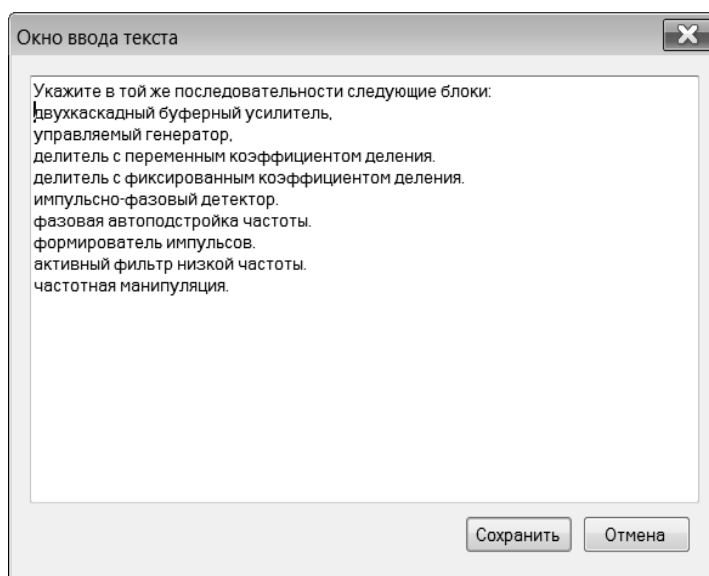 Окно ввода текста
Укажите в той же последовательности следующие блоки:
двухкаскадный буферный усилитель,
управляемый генератор,
делитель с переменным коэффициентом деления.
делитель с фиксированным коэффициентом деления.
импульсно-фазовый детектор.
фазовая автоподстройка частоты.
формирователь импульсов.
активный фильтр низкой частоты.
частотная манипуляция.
Сохранить Отмена